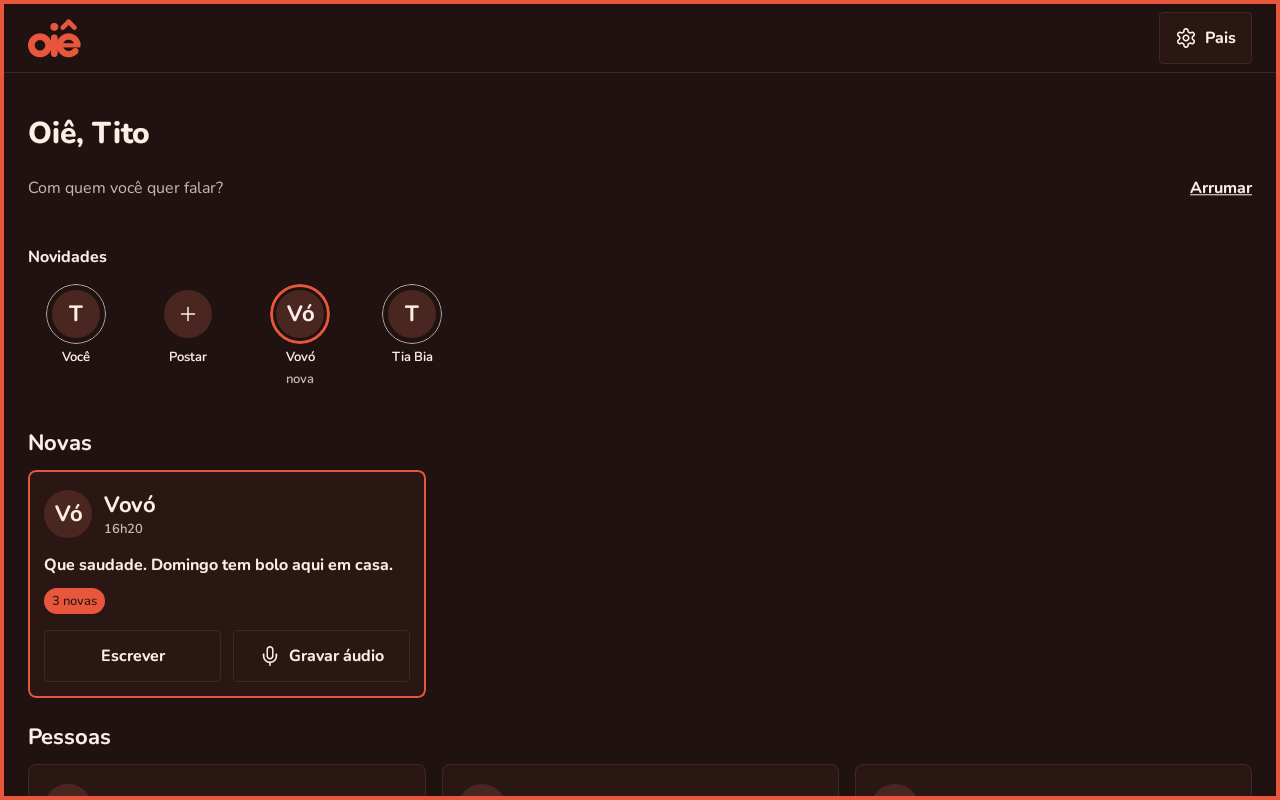 oiê
Pais
Oiê, Tito
Com quem você quer falar?
Arrumar
Novidades
T
Você
+
Postar
Vó
Vovó
nova
T
Tia Bia
Novas
Vó
Vovó
16h20
Que saudade. Domingo tem bolo aqui em casa.
3 novas
Escrever
Gravar áudio
Pessoas